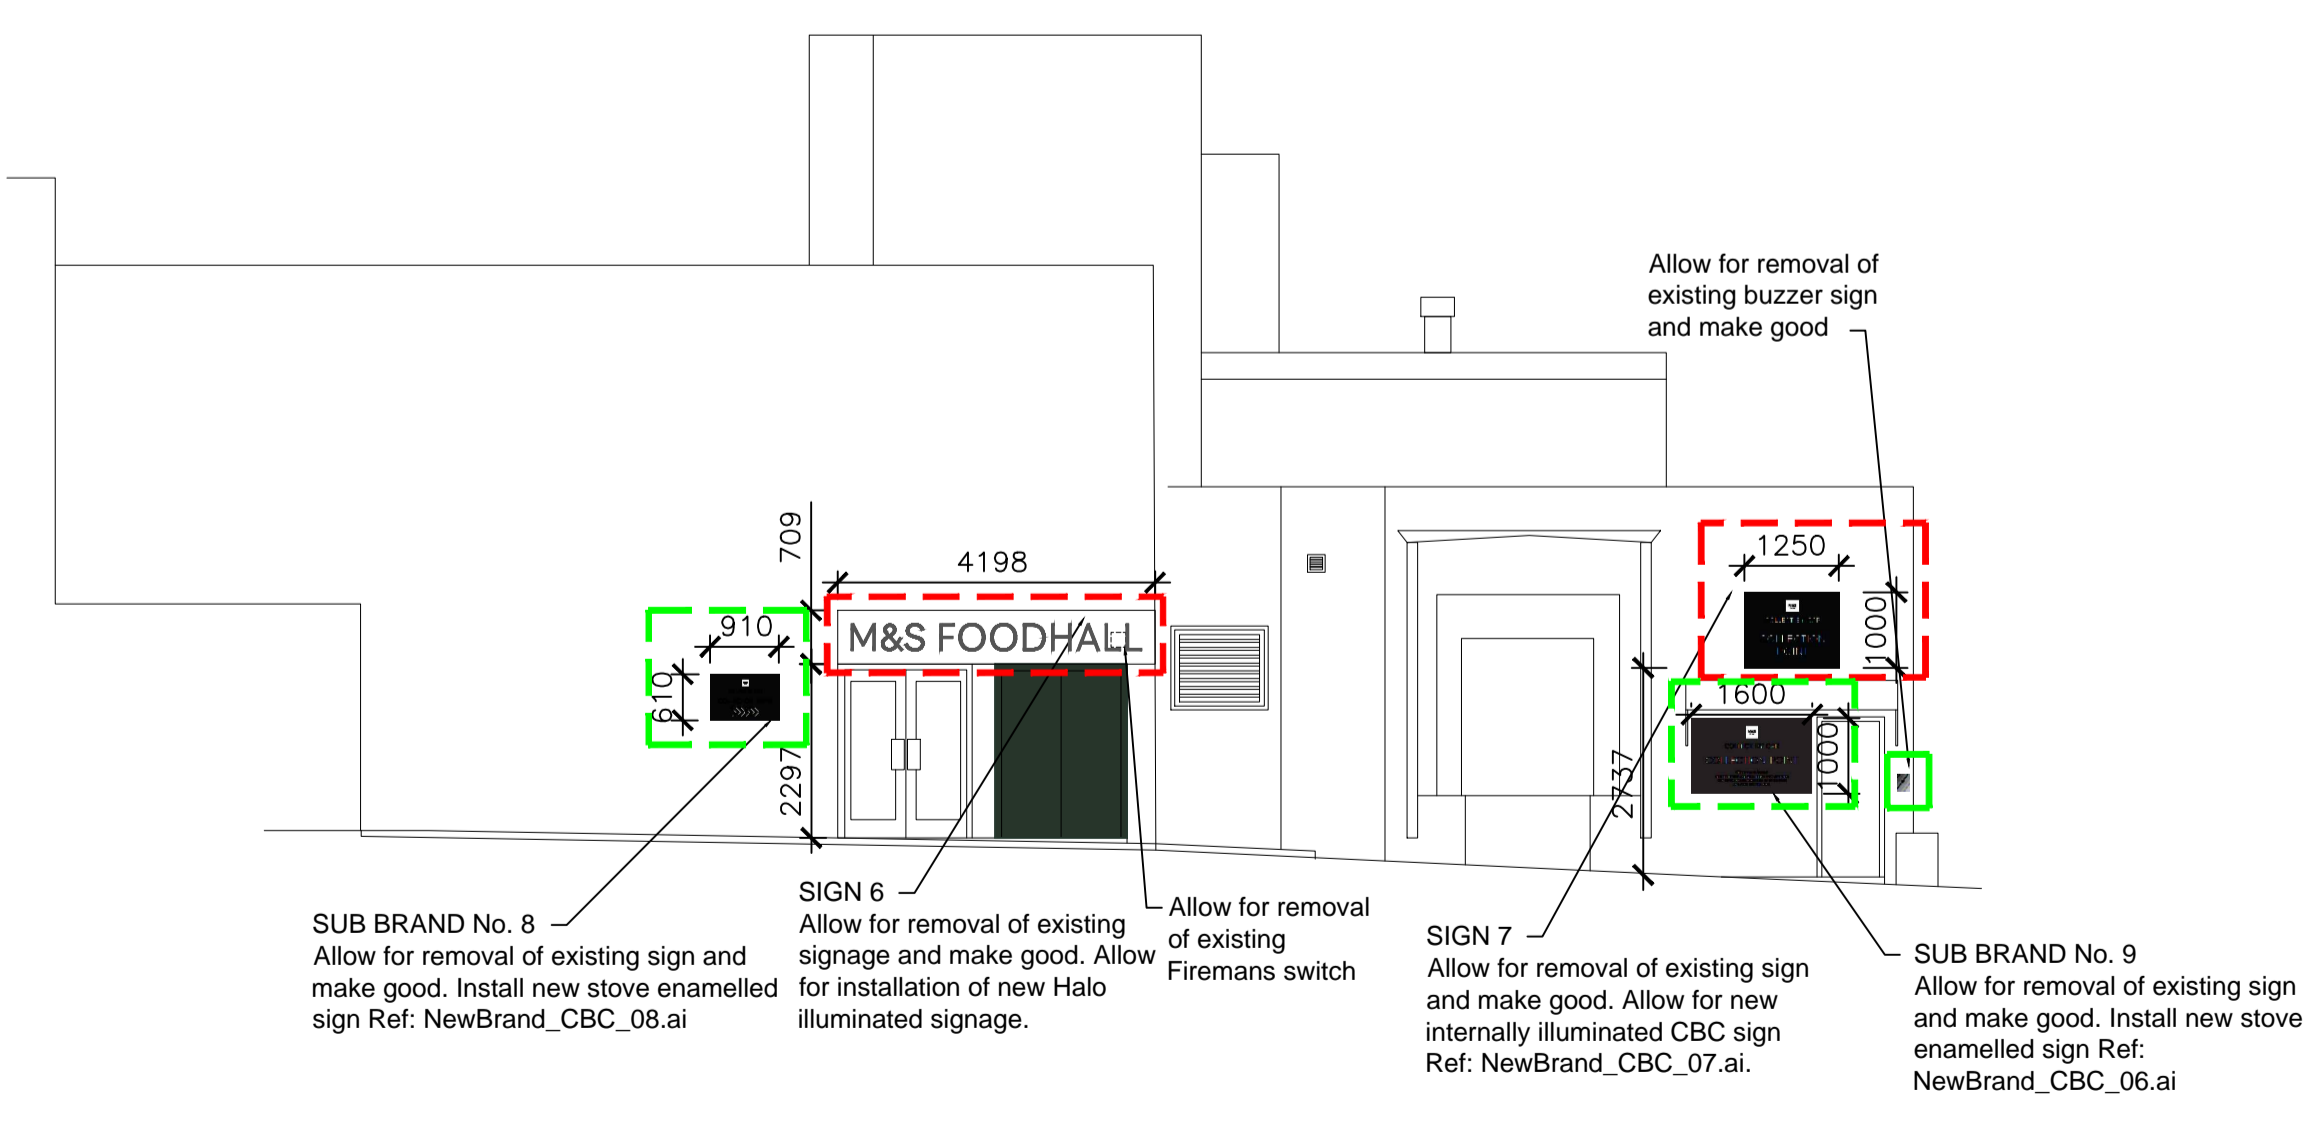 Allow for removal of
existing buzzer sign
and make good
709
4198
1250
1000
910
M&S FOODHALL
610
1600
1000
2297
2737
COLLECTION
POINT
SUB BRAND No. 8
Allow for removal of existing sign and
make good. Install new stove enamelled
sign Ref: NewBrand_CBC_08.ai
SIGN 6
Allow for removal of existing
signage and make good. Allow
for installation of new Halo
illuminated signage.
Allow for removal
of existing
Firemans switch
SIGN 7
Allow for removal of existing sign
and make good. Allow for new
internally illuminated CBC sign
Ref: NewBrand_CBC_07.ai.
SUB BRAND No. 9
Allow for removal of existing sign
and make good. Install new stove
enamelled sign Ref:
NewBrand_CBC_06.ai